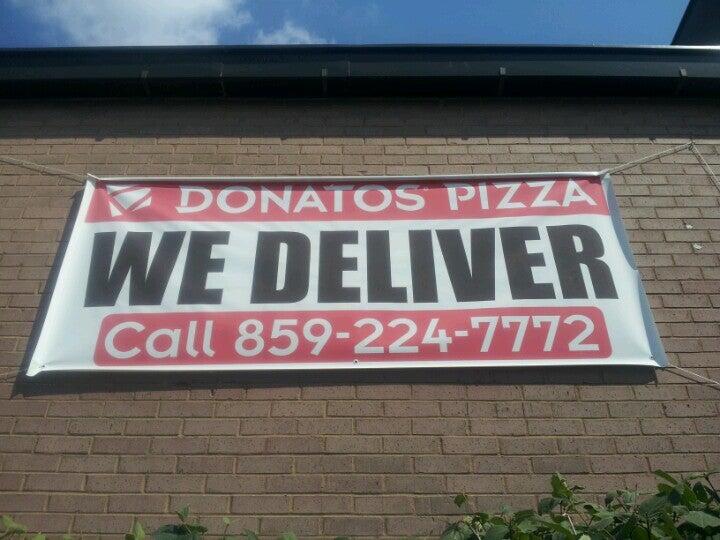 DONATOS PIZZA
WE DELIVER
Call 859-224-7772